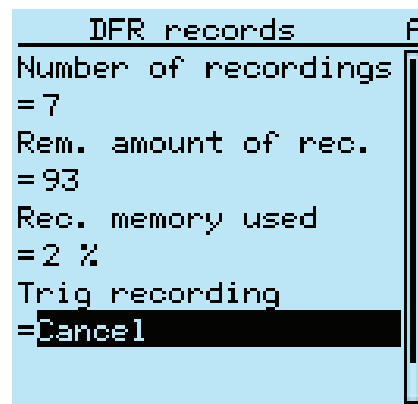 DFR records
Number of recordings
=7
Rem. amount of rec.
=93
Rec. memory used
=2 %
Trig recording
=Cancel